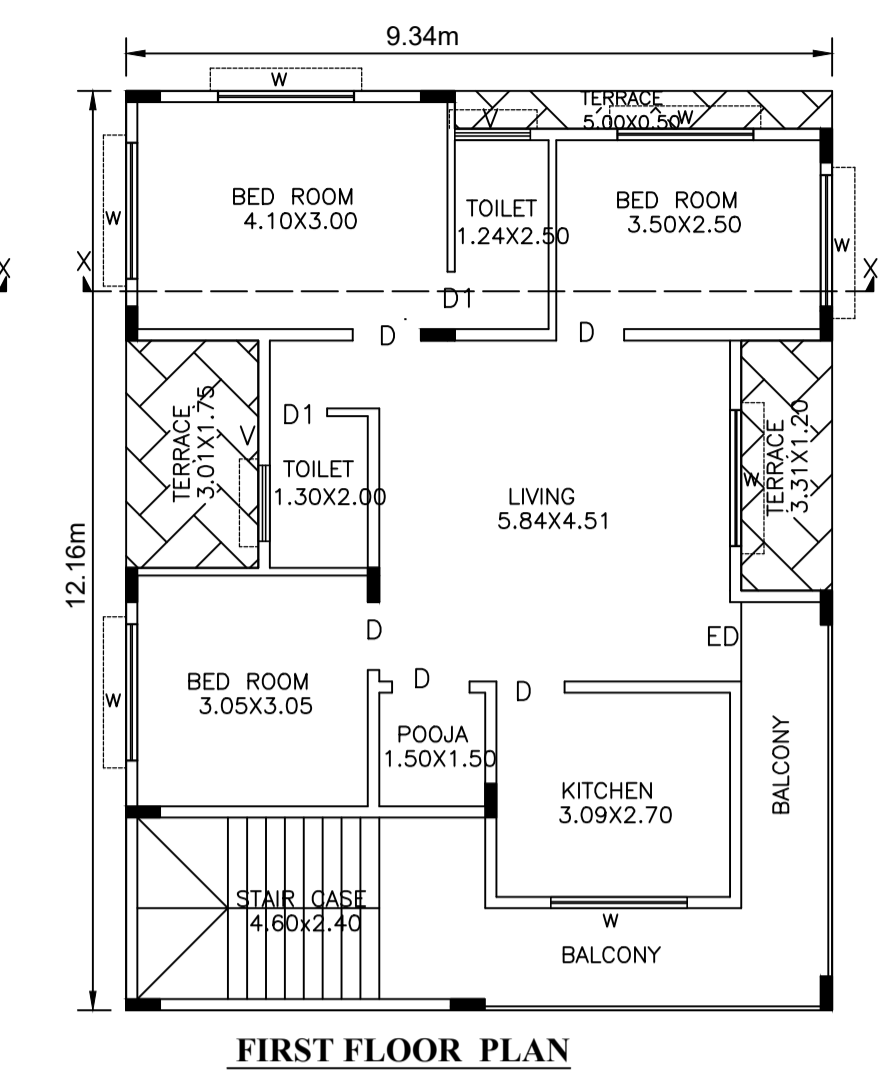 9.34m
W
TERRACE
5.00X0.50
W
V
BED ROOM
4.10X3.00
TOILET
1.24X2.50
BED ROOM
3.50X2.50
W
W
X
X
X
D1
D
D
TERRACE
3.01X1.75
V
D1
TOILET
1.30X2.00
LIVING
5.84X4.51
W
TERRACE
3.31X1.20
12.16m
D
ED
BED ROOM
3.05X3.05
W
D
D
POOJA
1.50X1.50
KITCHEN
3.09X2.70
BALCONY
STAIR CASE
4.60x2.40
W
BALCONY
FIRST FLOOR PLAN